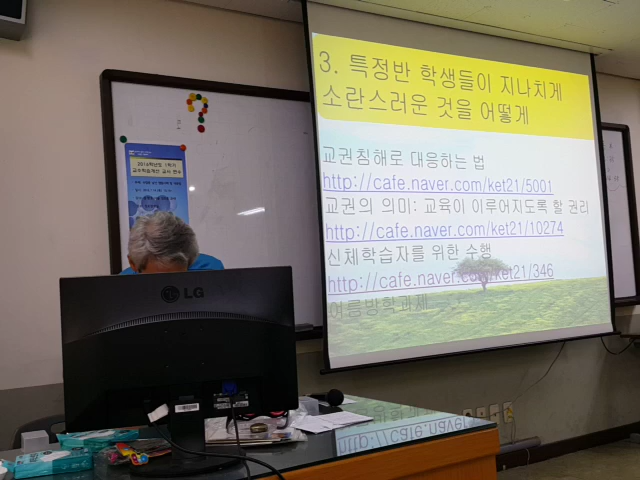 3. 특정반 학생들이 지나치게
소란스러운 것을 어떻게
교권침해로 대응하는 법
http://cafe.naver.com/ket21/5001
교권의 의미: 교육이 이루어지도록 할 권리
http://cafe.naver.com/ket21/10274
신체학습자를 위한 수행
http://cafe.naver.com/ket21/346
여름방학과제
LG